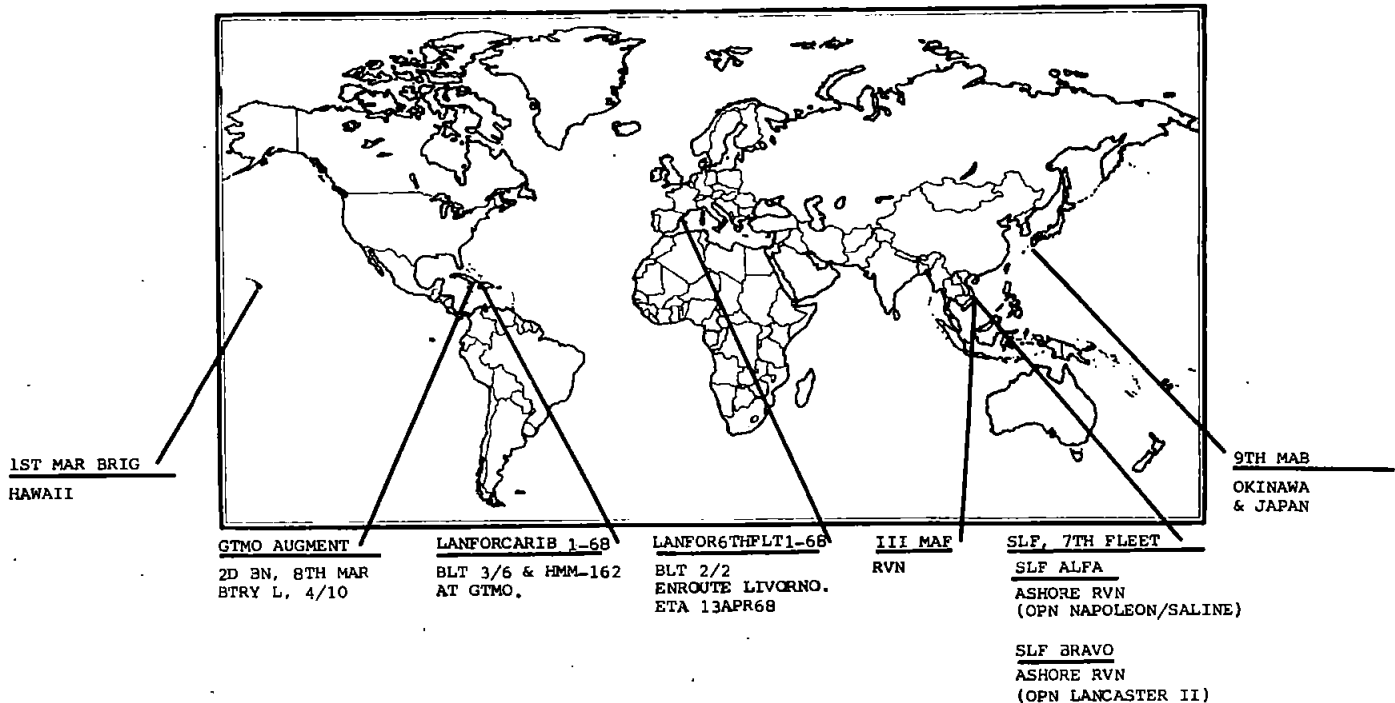 1ST MAR BRIG
HAWAII
9TH MAB
OKINAWA
& JAPAN
GTMO AUGMENT
2D BN, 8TH MAR
BTRY L, 4/10
LANFORCARIB 1-68
BLT 3/6 & HMM-162
AT GTMO.
LANFOR6THFLT1-68
BLT 2/2
ENROUTE LIVORNO.
ETA 13APR68
III MAF
RVN
SLF, 7TH FLEET
SLF ALFA
ASHORE RVN
(OPN NAPOLEON/SALINE)
SLF BRAVO
ASHORE RVN
(OPN LANCASTER II)